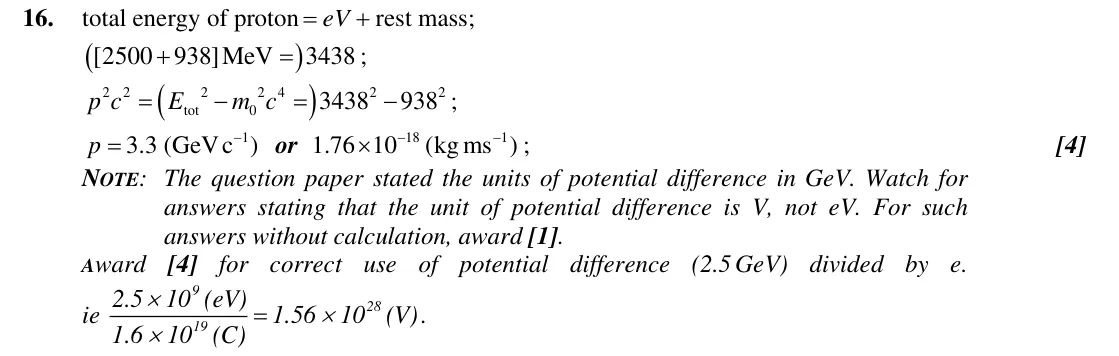 16. total energy of proton = eV + rest mass;
([2500 + 938] MeV =) 3438 ;
p²c² = (E_tot² − m₀²c⁴ =) 3438² − 938² ;
p = 3.3 (GeV c⁻¹) or 1.76×10⁻¹⁸ (kg ms⁻¹) ; [4]
NOTE: The question paper stated the units of potential difference in GeV. Watch for
answers stating that the unit of potential difference is V, not eV. For such
answers without calculation, award [1].
Award [4] for correct use of potential difference (2.5 GeV) divided by e.
ie 2.5 × 10⁹ (eV) / 1.6 × 10¹⁹ (C) = 1.56 × 10²⁸ (V).